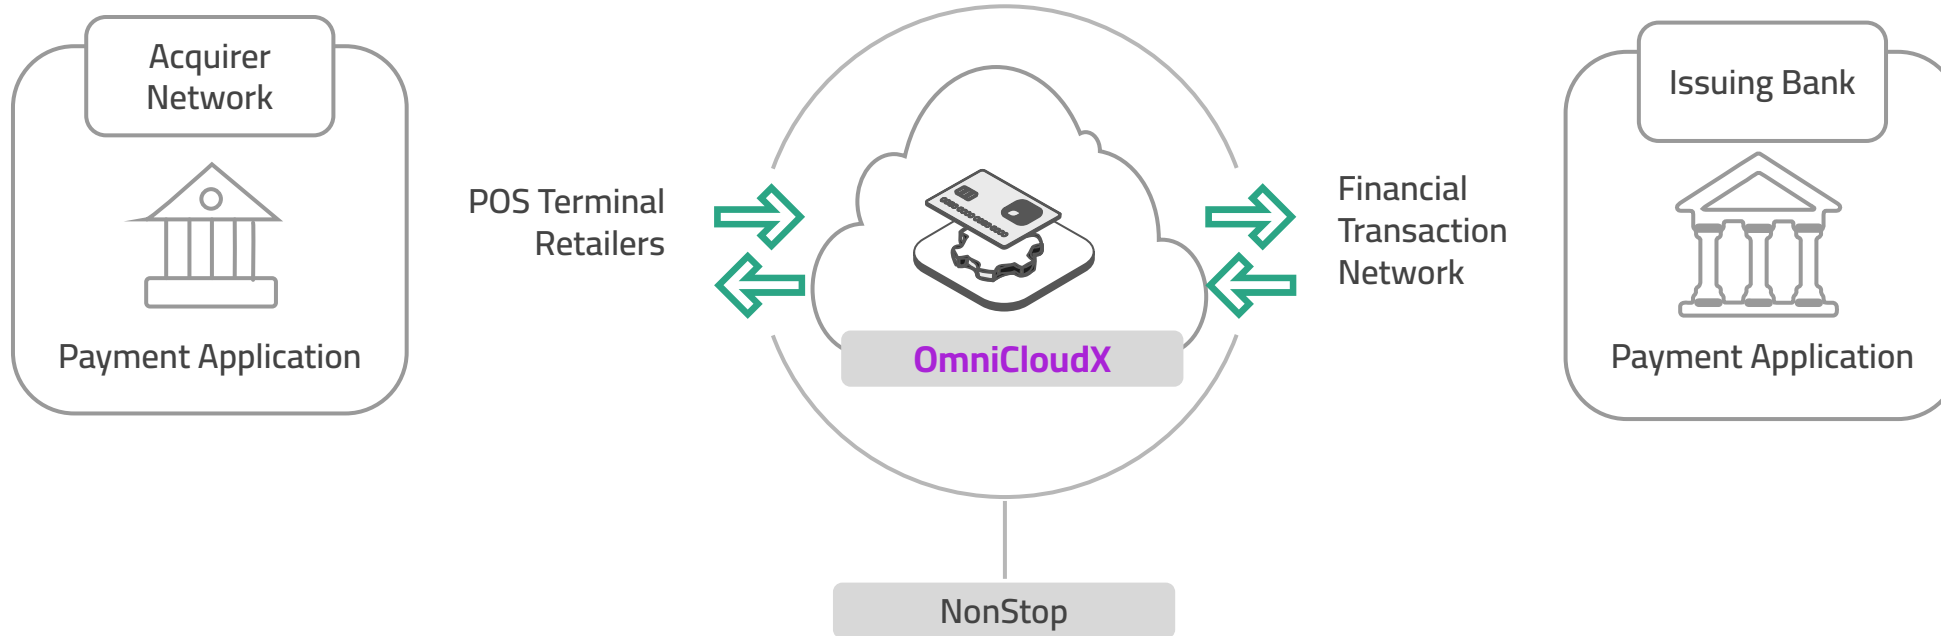 Acquirer
Network
Payment Application
POS Terminal
Retailers
OmniCloudX
NonStop
Financial
Transaction
Network
Issuing Bank
Payment Application